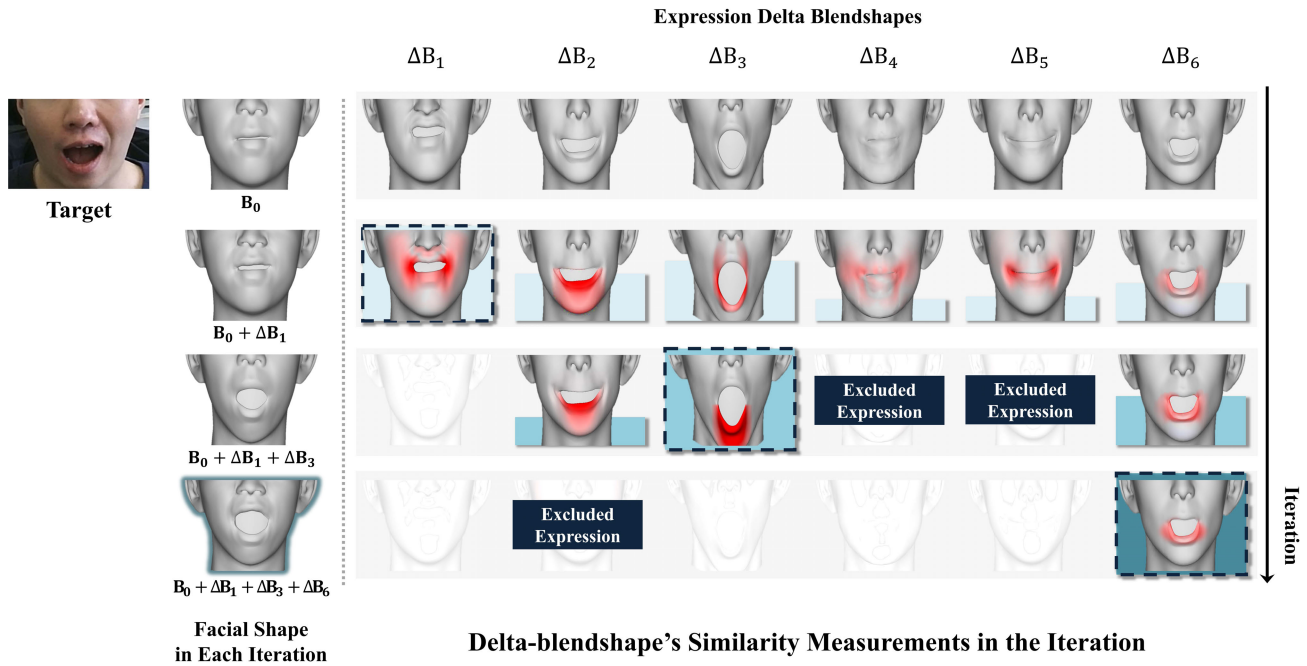 Expression Delta Blendshapes
ΔB₁ ΔB₂ ΔB₃ ΔB₄ ΔB₅ ΔB₆
Target
B₀
B₀ + ΔB₁
Excluded
Expression
Excluded
Expression
B₀ + ΔB₁ + ΔB₃
Excluded
Expression
B₀ + ΔB₁ + ΔB₃ + ΔB₆
Iteration
Facial Shape
in Each Iteration
Delta-blendshape’s Similarity Measurements in the Iteration